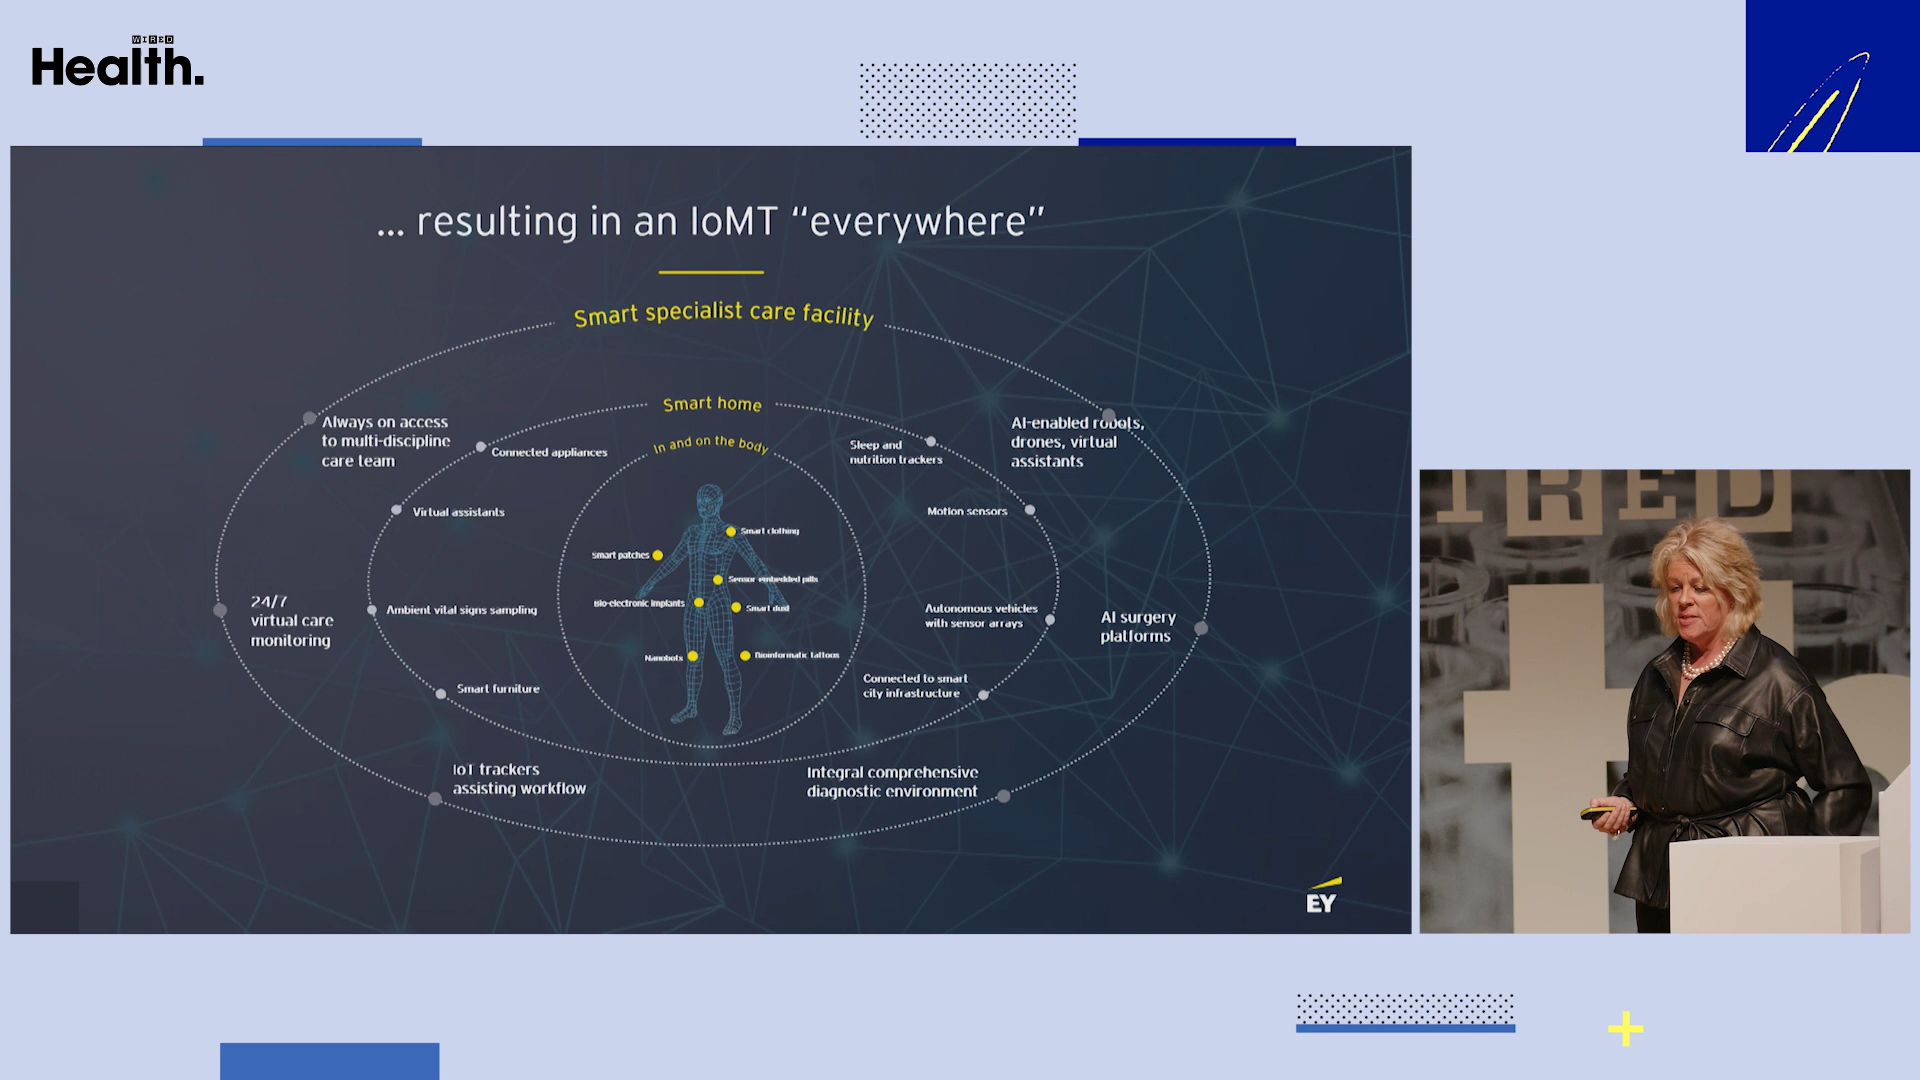 WIRED
Health.
... resulting in an IoMT “everywhere”
Smart specialist care facility
Always on access
to multi-discipline
care team
AI-enabled robots,
drones, virtual
assistants
24/7
virtual care
monitoring
AI surgery
platforms
IoT trackers
assisting workflow
Integral comprehensive
diagnostic environment
Smart home
Connected appliances
Sleep and
nutrition trackers
Virtual assistants
Motion sensors
Ambient vital signs sampling
Autonomous vehicles
with sensor arrays
Smart furniture
Connected to smart
city infrastructure
In and on the body
Smart clothing
Smart patches
Sensor embedded pills
Bio-electronic implants
Smart dust
Nanobots
Bioinformatic tattoos
EY
IRED